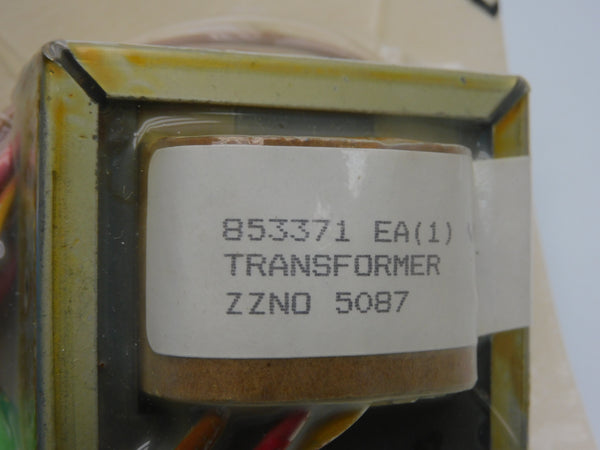 853371 EA(1)
TRANSFORMER
ZZNO 5087